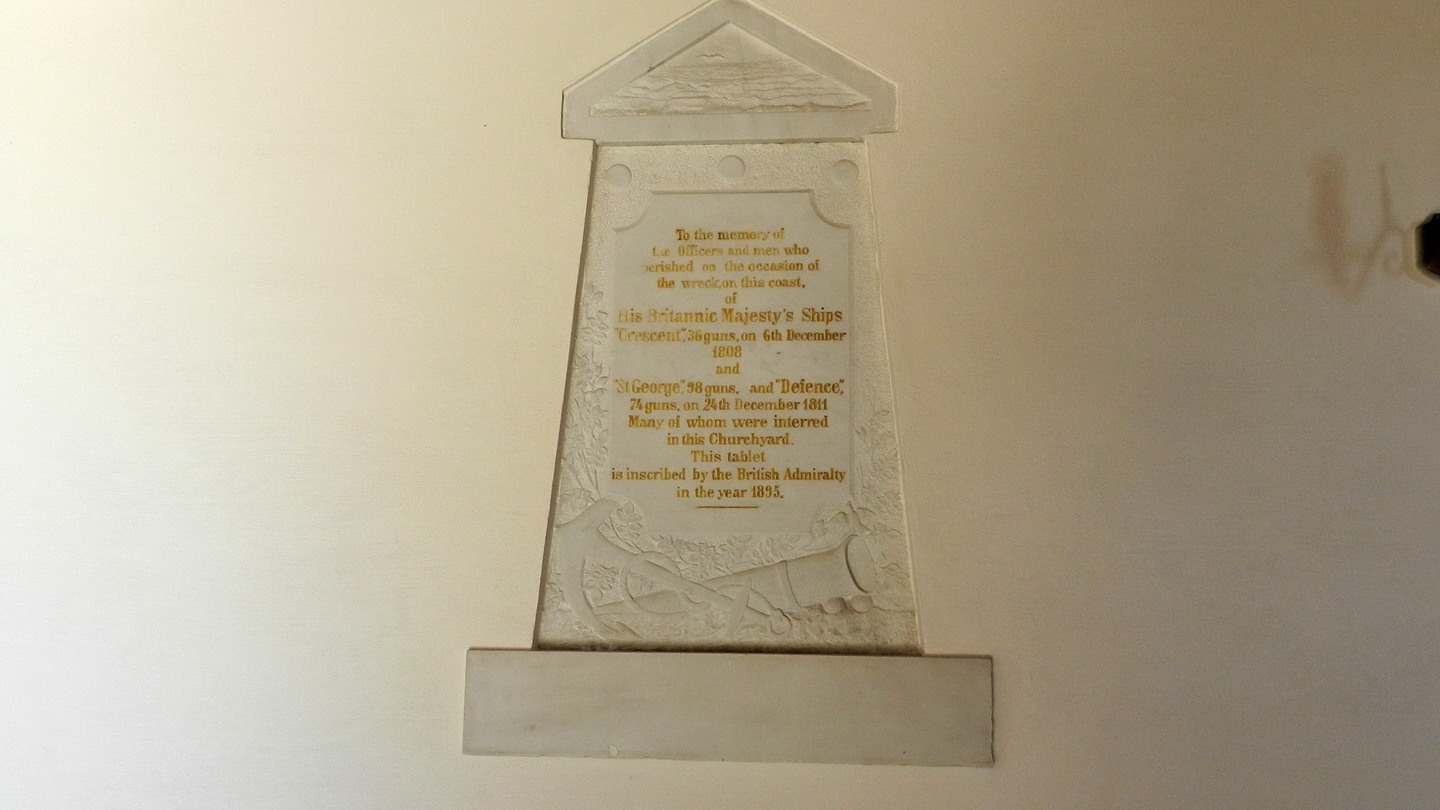 To the memory of
the Officers and men who
perished on the occasion of
the wreck, on this coast,
of
His Britannic Majesty's Ships
"Crescent", 36 guns, on 6th December
1808
and
"St George", 98 guns, and "Defence",
74 guns, on 24th December 1811
Many of whom were interred
in this Churchyard.
This tablet
is inscribed by the British Admiralty
in the year 1895.